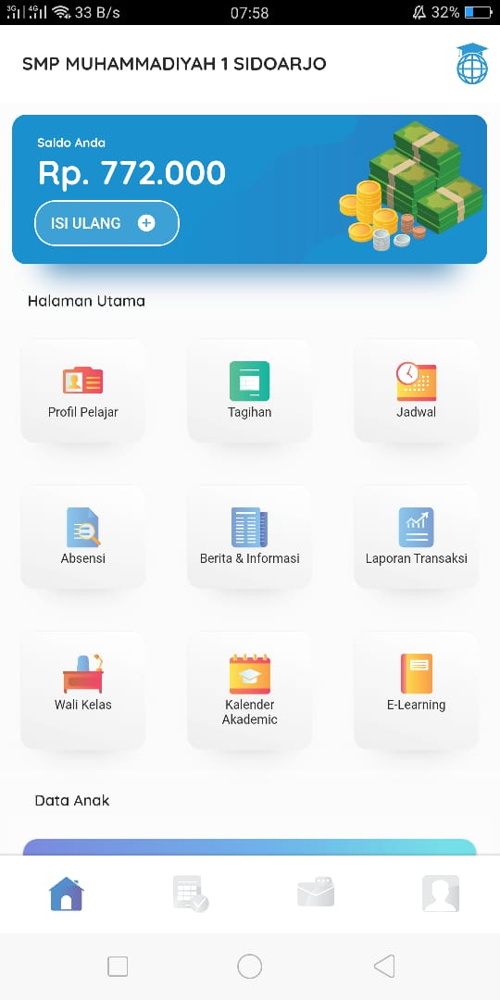 3G 4G 33 B/s 07:58 32%
SMP MUHAMMADIYAH 1 SIDOARJO
Saldo Anda
Rp. 772.000
ISI ULANG
Halaman Utama
Profil Pelajar
Tagihan
Jadwal
Absensi
Berita & Informasi
Laporan Transaksi
Wali Kelas
Kalender
Akademic
E-Learning
Data Anak